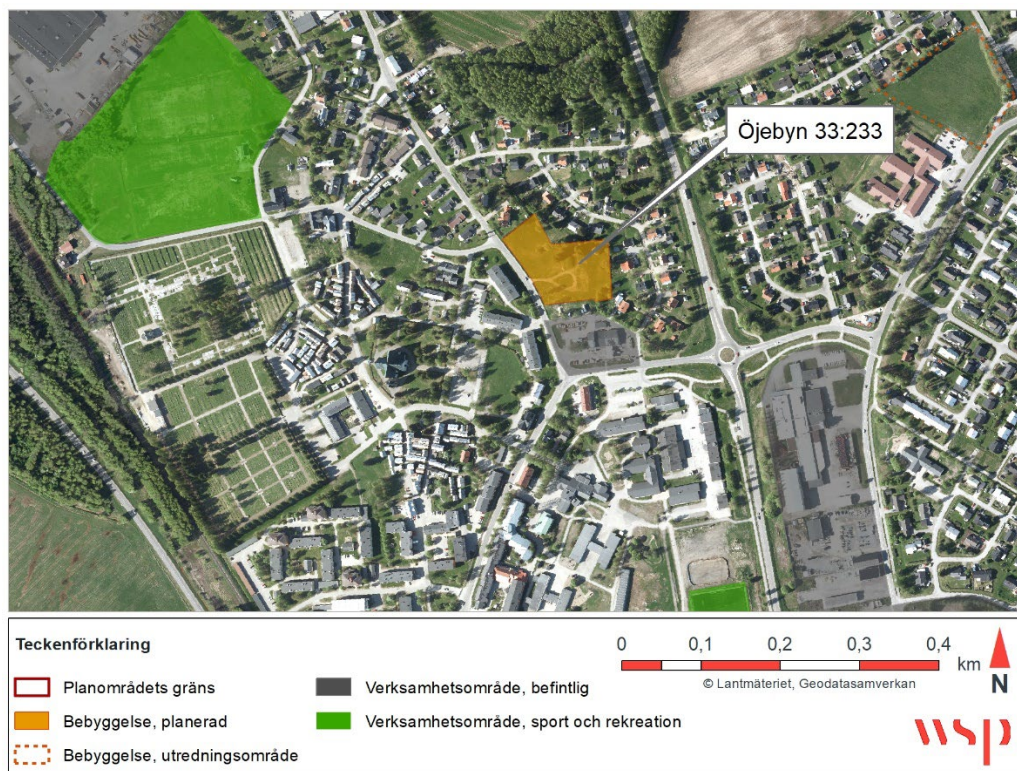 Öjebyn 33:233
Teckenförklaring
Planområdets gräns
Bebyggelse, planerad
Bebyggelse, utredningsområde
Verksamhetsområde, befintlig
Verksamhetsområde, sport och rekreation
0 0,1 0,2 0,3 0,4
km
© Lantmäteriet, Geodatasamverkan
N
wsp